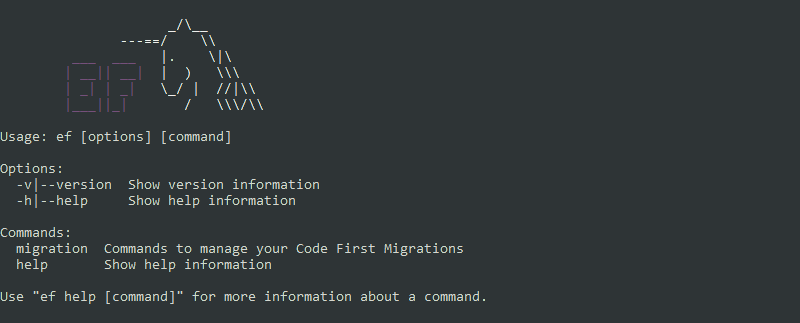 EF
Usage: ef [options] [command]
Options:
-v|--version  Show version information
-h|--help     Show help information
Commands:
migration  Commands to manage your Code First Migrations
help       Show help information
Use "ef help [command]" for more information about a command.